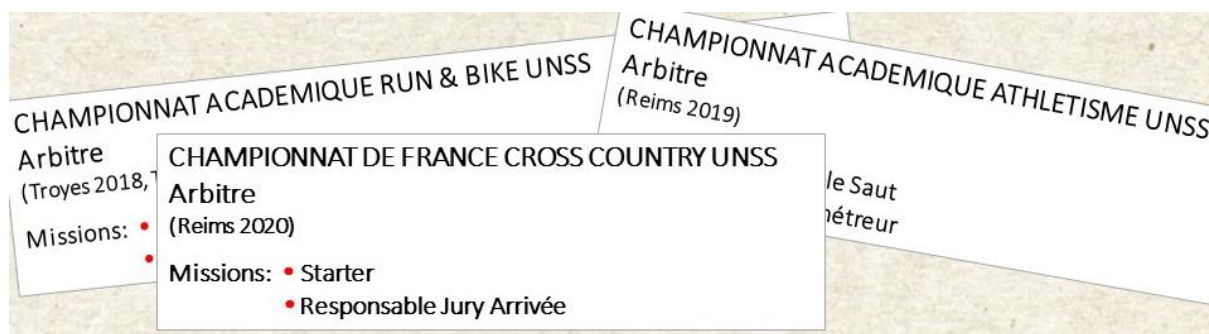 CHAMPIONNAT ACADEMIQUE RUN & BIKE UNSS
Arbitre
(Troyes 2018,
Missions: •
•
CHAMPIONNAT ACADEMIQUE ATHLETISME UNSS
Arbitre
(Reims 2019)
le Saut
CHAMPIONNAT DE FRANCE CROSS COUNTRY UNSS
Arbitre
(Reims 2020)
Missions: • Starter
• Responsable Jury Arrivée